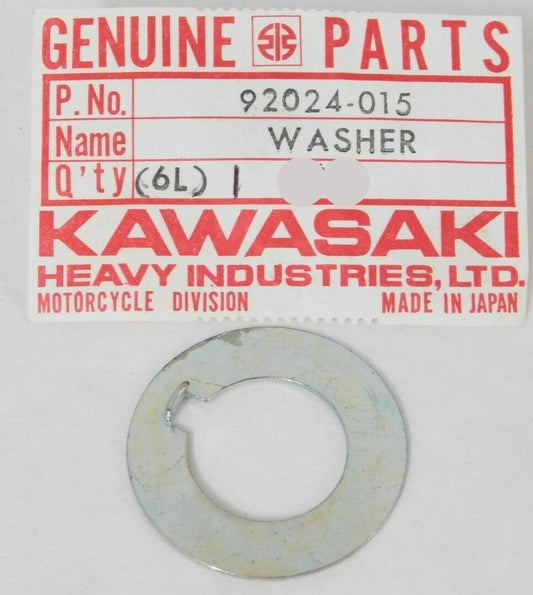 GENUINE PARTS
P.No. 92024-015
Name WASHER
Q'ty (6L) 1
KAWASAKI
HEAVY INDUSTRIES, LTD.
MOTORCYCLE DIVISION MADE IN JAPAN